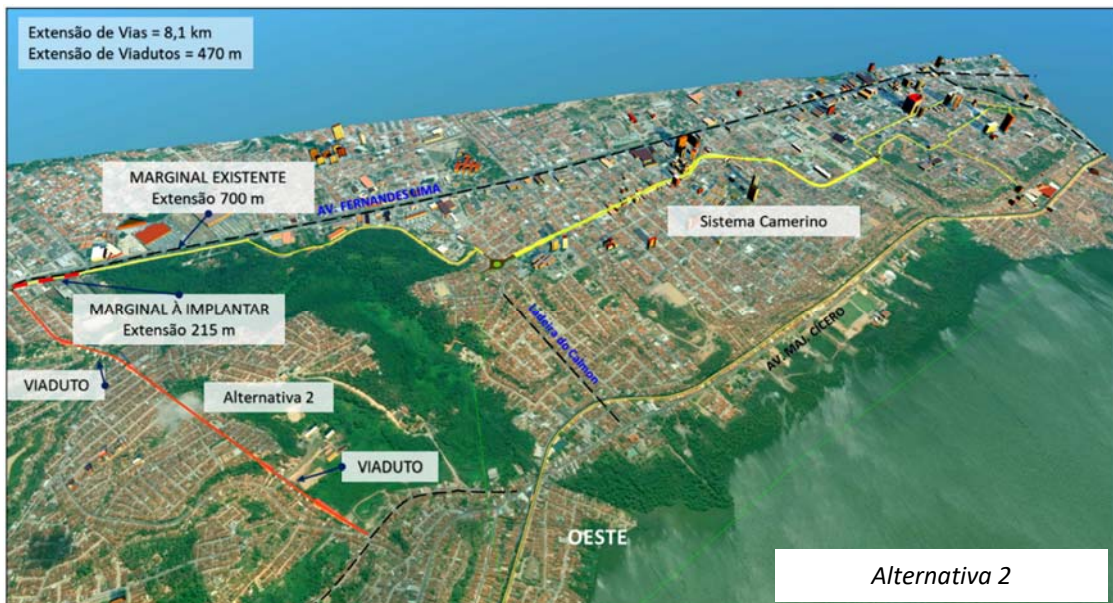 Extensão de Vias = 8,1 km
Extensão de Viadutos = 470 m
MARGINAL EXISTENTE
Extensão 700 m
AV. FERNANDES LIMA
Sistema Camerino
MARGINAL À IMPLANTAR
Extensão 215 m
Ladeira do Calmon
AV. MAJ. CÍCERO
VIADUTO
Alternativa 2
VIADUTO
OESTE
Alternativa 2